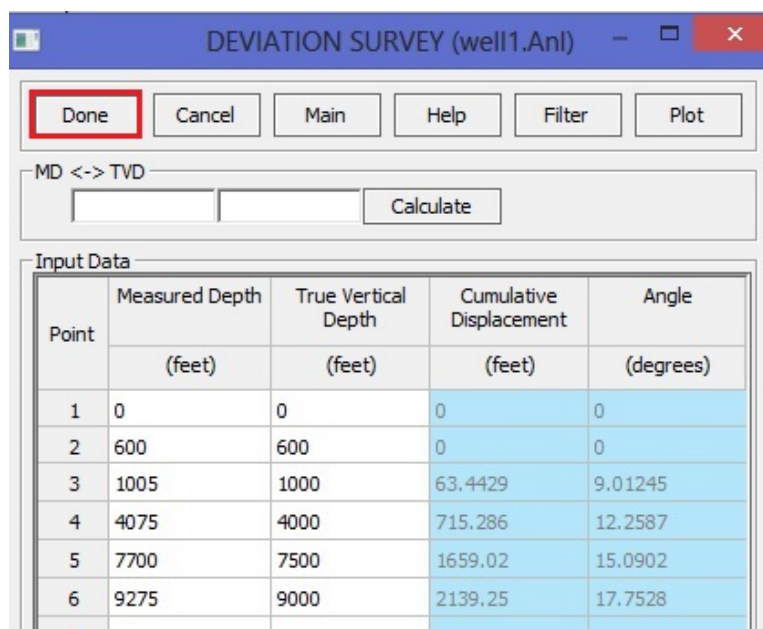 DEVIATION SURVEY (well1.Anl)
Done Cancel Main Help Filter Plot
MD <-> TVD
Calculate
Input Data
Point Measured Depth True Vertical Depth Cumulative Displacement Angle
(feet) (feet) (feet) (degrees)
1 0 0 0 0
2 600 600 0 0
3 1005 1000 63.4429 9.01245
4 4075 4000 715.286 12.2587
5 7700 7500 1659.02 15.0902
6 9275 9000 2139.25 17.7528